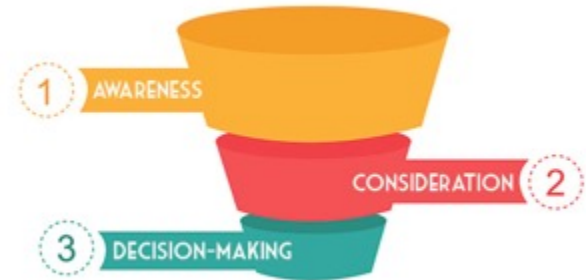 1 AWARENESS
CONSIDERATION 2
3 DECISION-MAKING